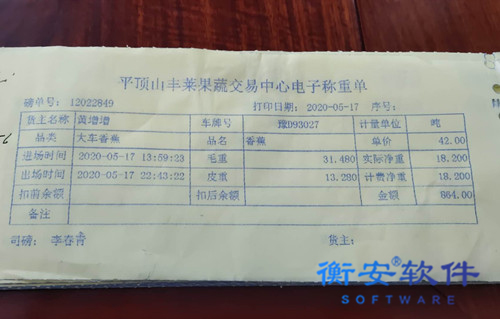 平顶山丰莱果蔬交易中心电子称重单
磅单号: 12022849 打印日期: 2020-05-17 序号:
货主名称 黄增增 车牌号 豫D93027 计量单位 吨
品类 大车香蕉 品名 香蕉 单价 42.00
进场时间 2020-05-17 13:59:23 毛重 31.480 实际净重 18.200
出场时间 2020-05-17 22:43:22 皮重 13.280 计费净重 18.200
扣前余额 扣后余额 金额 864.00
备注
司磅: 李春青 货主:
衡安®软件
SOFTWARE